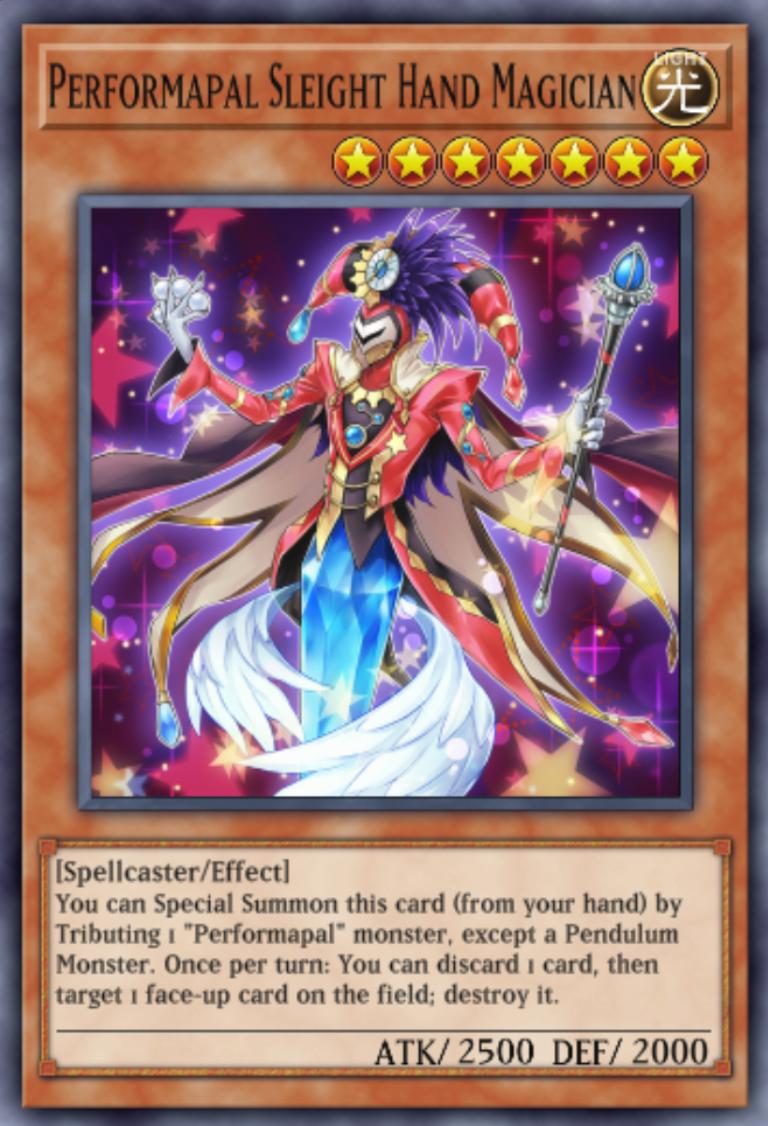 Performapal Sleight Hand Magician
LIGHT
光
[Spellcaster/Effect]
You can Special Summon this card (from your hand) by
Tributing 1 "Performapal" monster, except a Pendulum
Monster. Once per turn: You can discard 1 card, then
target 1 face-up card on the field; destroy it.
ATK/ 2500 DEF/ 2000